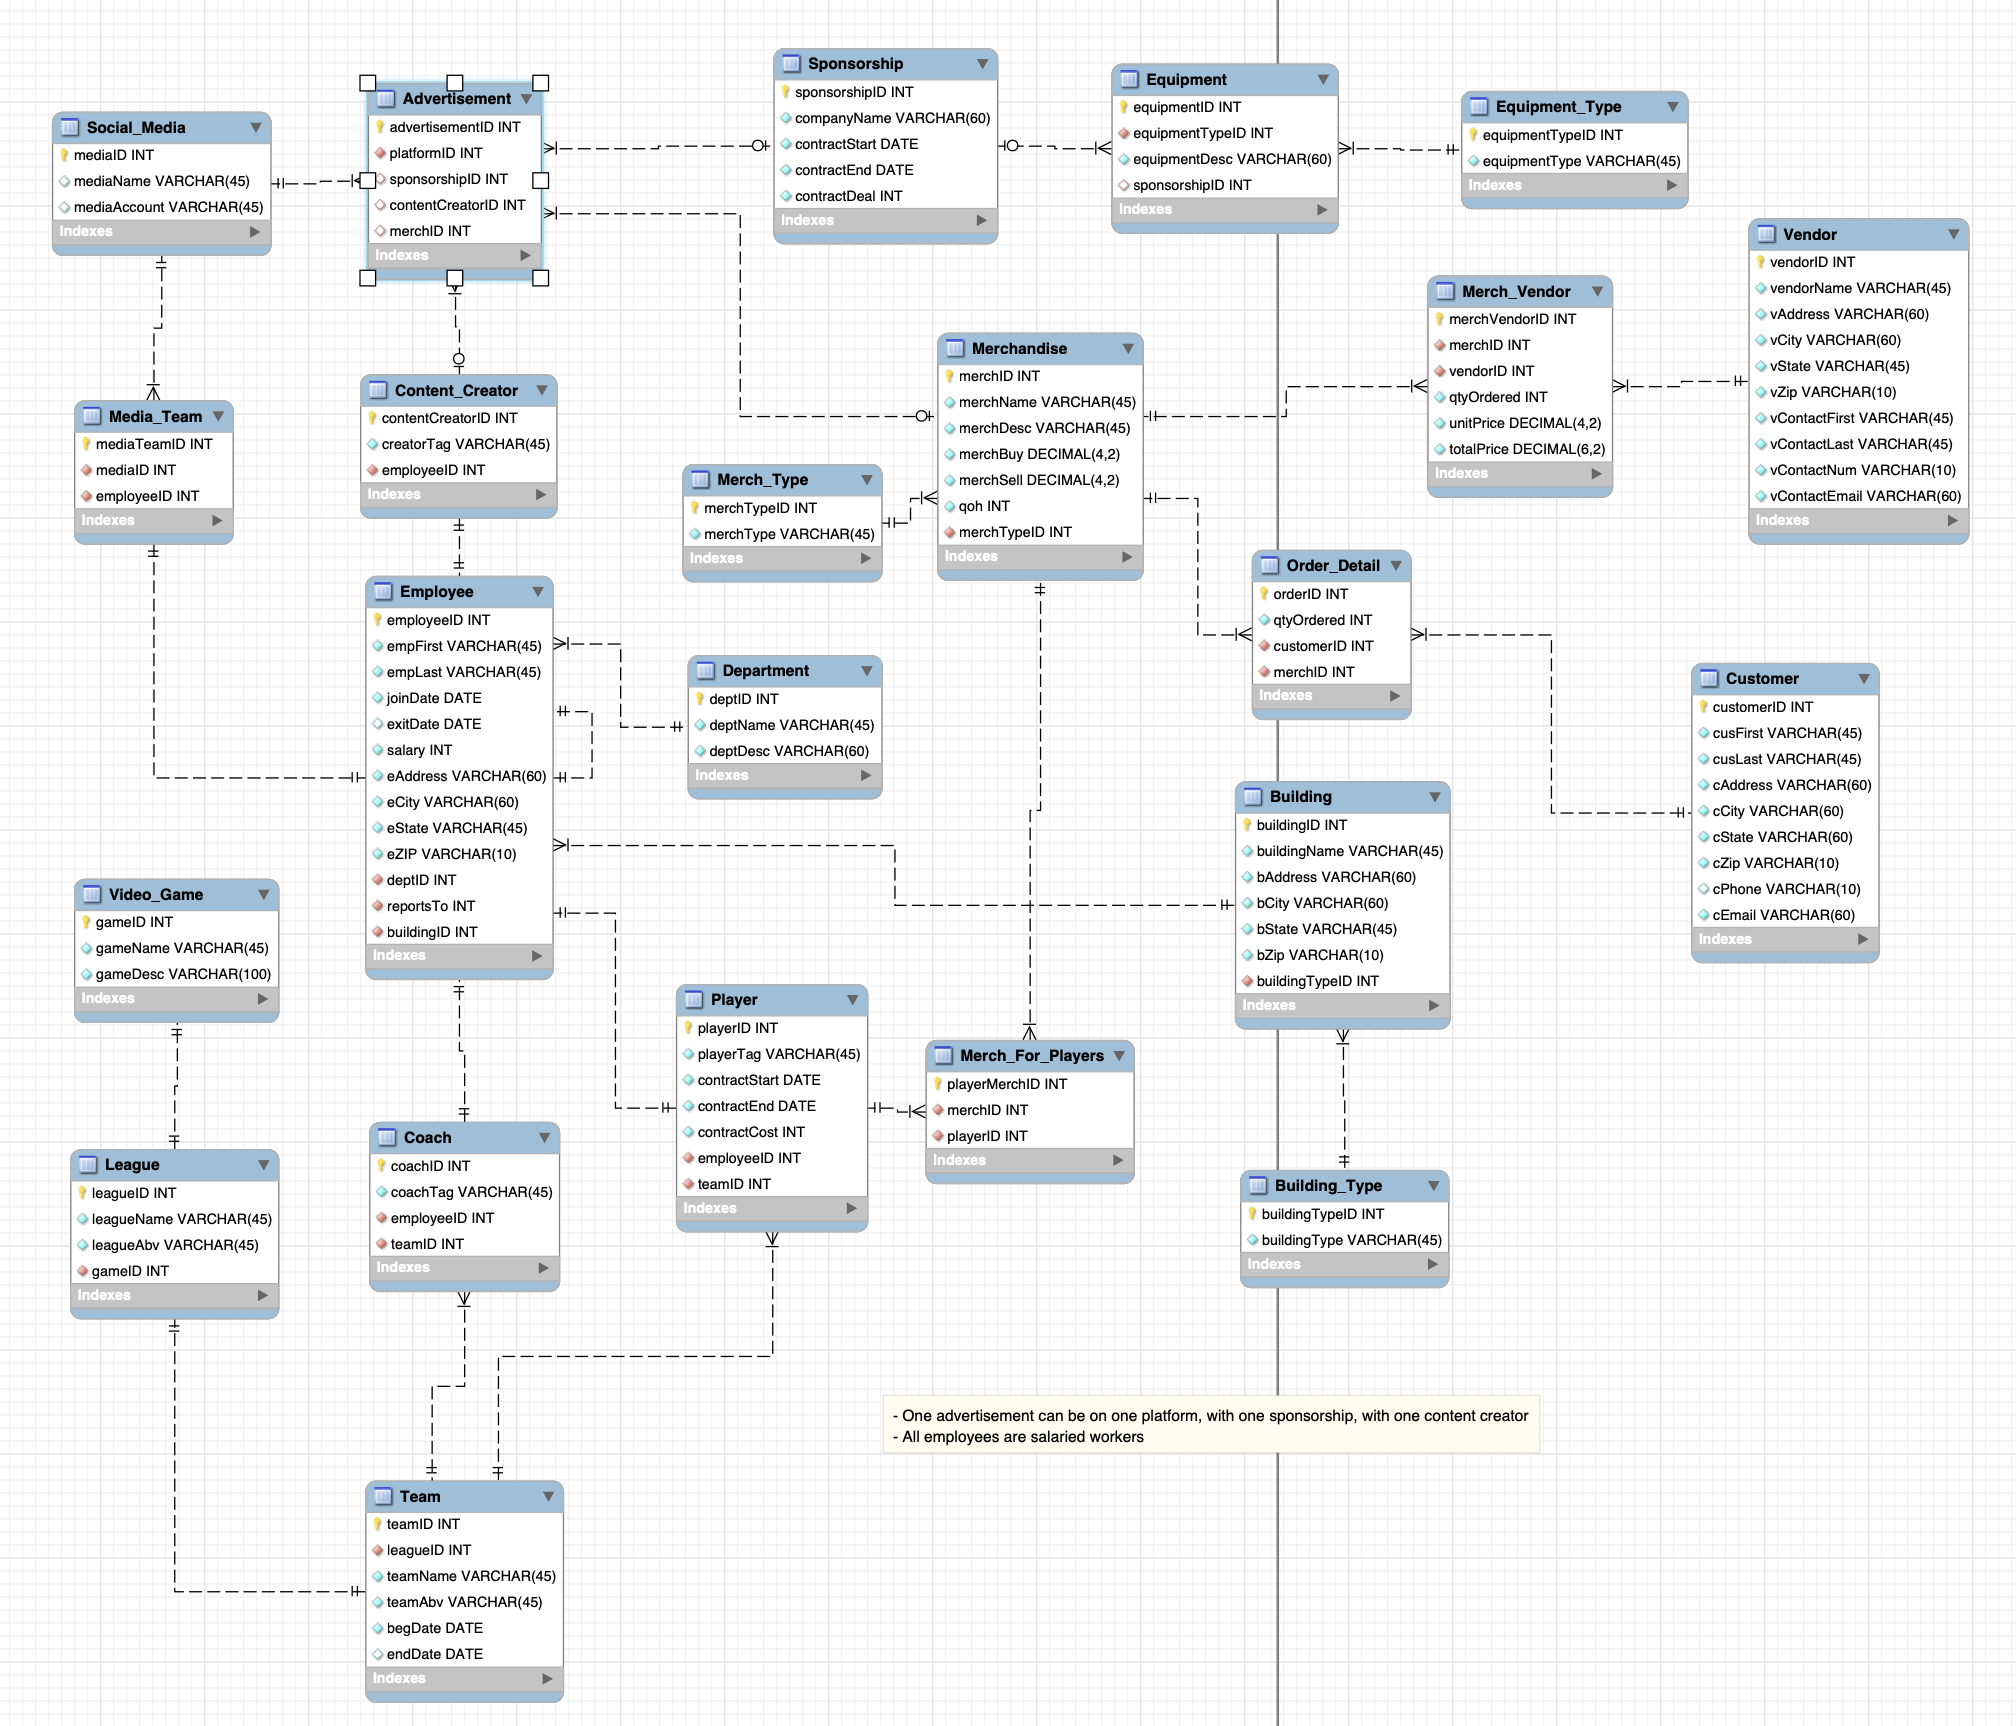 Sponsorship
sponsorshipID INT
companyName VARCHAR(60)
contractStart DATE
contractEnd DATE
contractDeal INT
Indexes
Equipment
equipmentID INT
equipmentTypeID INT
equipmentDesc VARCHAR(60)
sponsorshipID INT
Indexes
Equipment_Type
equipmentTypeID INT
equipmentType VARCHAR(45)
Indexes
Advertisement
advertisementID INT
platformID INT
sponsorshipID INT
contentCreatorID INT
merchID INT
Indexes
Social_Media
mediaID INT
mediaName VARCHAR(45)
mediaAccount VARCHAR(45)
Indexes
Vendor
vendorID INT
vendorName VARCHAR(45)
vAddress VARCHAR(60)
vCity VARCHAR(60)
vState VARCHAR(45)
vZip VARCHAR(10)
vContactFirst VARCHAR(45)
vContactLast VARCHAR(45)
vContactNum VARCHAR(10)
vContactEmail VARCHAR(60)
Indexes
Merch_Vendor
merchVendorID INT
merchID INT
vendorID INT
qtyOrdered INT
unitPrice DECIMAL(4,2)
totalPrice DECIMAL(6,2)
Indexes
Merchandise
merchID INT
merchName VARCHAR(45)
merchDesc VARCHAR(45)
merchBuy DECIMAL(4,2)
merchSell DECIMAL(4,2)
qoh INT
merchTypeID INT
Indexes
Content_Creator
contentCreatorID INT
creatorTag VARCHAR(45)
employeeID INT
Indexes
Media_Team
mediaTeamID INT
mediaID INT
employeeID INT
Indexes
Merch_Type
merchTypeID INT
merchType VARCHAR(45)
Indexes
Order_Detail
orderID INT
qtyOrdered INT
customerID INT
merchID INT
Indexes
Employee
employeeID INT
empFirst VARCHAR(45)
empLast VARCHAR(45)
joinDate DATE
exitDate DATE
salary INT
eAddress VARCHAR(60)
eCity VARCHAR(60)
eState VARCHAR(45)
eZIP VARCHAR(10)
deptID INT
reportsTo INT
buildingID INT
Indexes
Department
deptID INT
deptName VARCHAR(45)
deptDesc VARCHAR(60)
Indexes
Customer
customerID INT
cusFirst VARCHAR(45)
cusLast VARCHAR(45)
cAddress VARCHAR(60)
cCity VARCHAR(60)
cState VARCHAR(60)
cZip VARCHAR(10)
cPhone VARCHAR(10)
cEmail VARCHAR(60)
Indexes
Building
buildingID INT
buildingName VARCHAR(45)
bAddress VARCHAR(60)
bCity VARCHAR(60)
bState VARCHAR(45)
bZip VARCHAR(10)
buildingTypeID INT
Indexes
Video_Game
gameID INT
gameName VARCHAR(45)
gameDesc VARCHAR(100)
Indexes
Player
playerID INT
playerTag VARCHAR(45)
contractStart DATE
contractEnd DATE
contractCost INT
employeeID INT
teamID INT
Indexes
Merch_For_Players
playerMerchID INT
merchID INT
playerID INT
Indexes
Coach
coachID INT
coachTag VARCHAR(45)
employeeID INT
teamID INT
Indexes
League
leagueID INT
leagueName VARCHAR(45)
leagueAbv VARCHAR(45)
gameID INT
Indexes
Building_Type
buildingTypeID INT
buildingType VARCHAR(45)
Indexes
- One advertisement can be on one platform, with one sponsorship, with one content creator
- All employees are salaried workers
Team
teamID INT
leagueID INT
teamName VARCHAR(45)
teamAbv VARCHAR(45)
begDate DATE
endDate DATE
Indexes